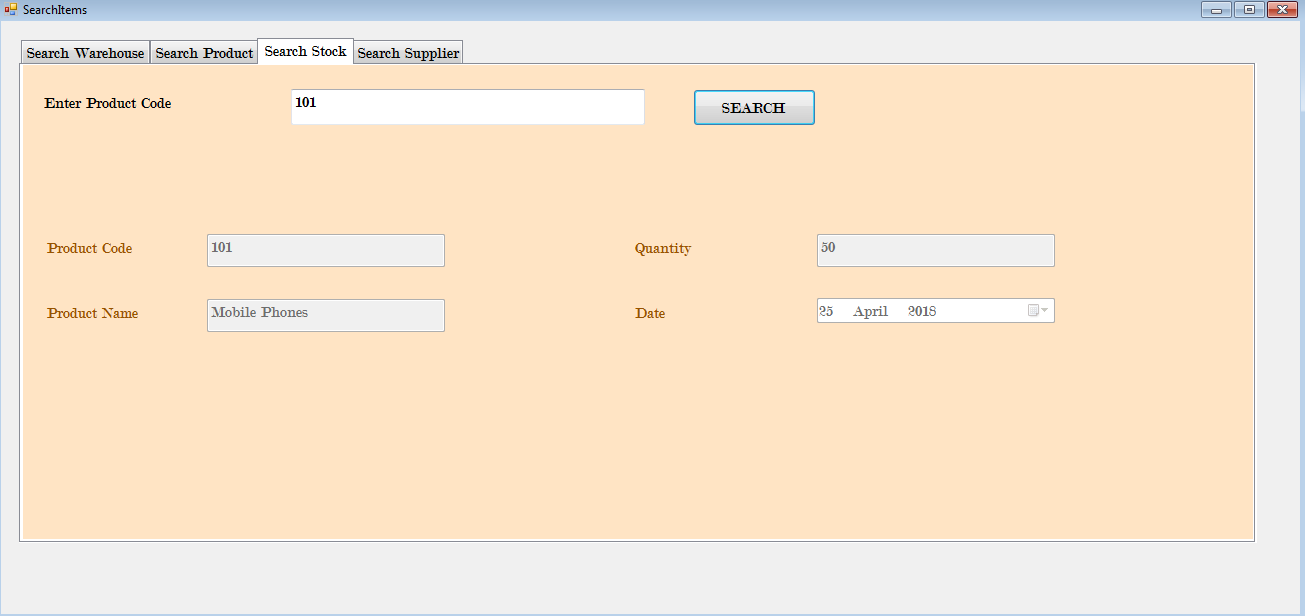 SearchItems
Search Warehouse Search Product Search Stock Search Supplier
Enter Product Code 101 SEARCH
Product Code 101 Quantity 50
Product Name Mobile Phones Date 25 April 2018